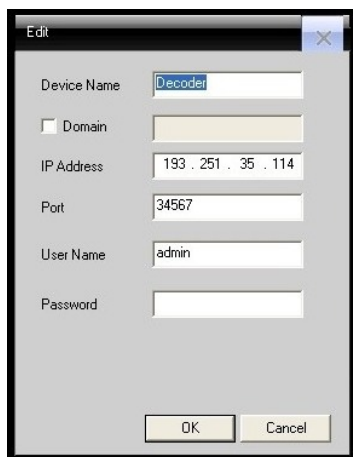 Edit
Device Name Decoder
Domain
IP Address 193 . 251 . 35 . 114
Port 34567
User Name admin
Password
OK Cancel